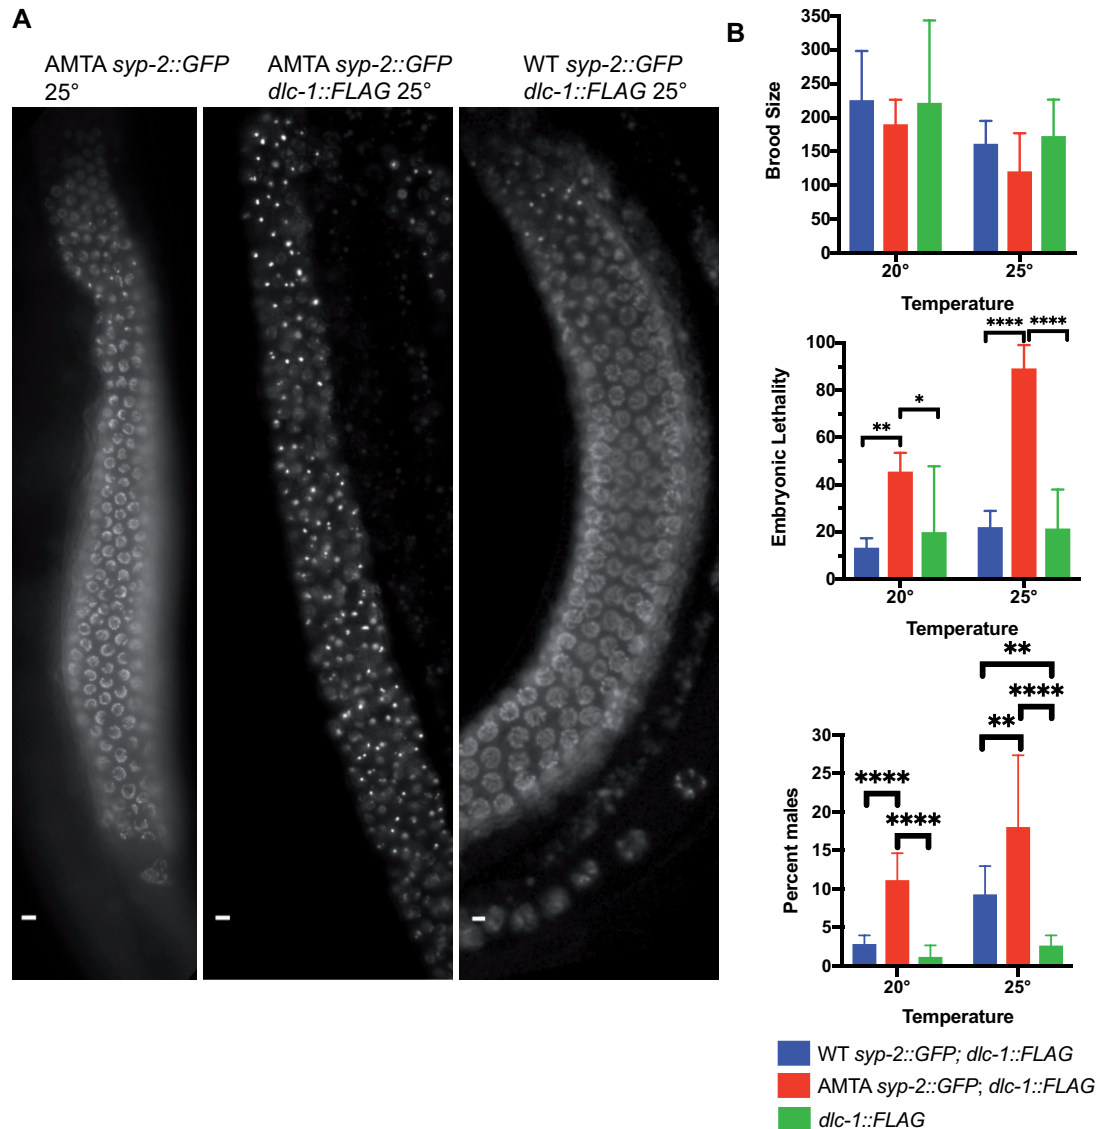 A
AMTA syp-2::GFP
25°
AMTA syp-2::GFP
dlc-1::FLAG 25°
WT syp-2::GFP
dlc-1::FLAG 25°
B
Brood Size
350
300
250
200
150
100
50
0
20°
25°
Temperature
Embryonic Lethality
100
80
60
40
20
0
**
*
****
****
20°
25°
Temperature
Percent males
30
25
20
15
10
5
0
****
****
**
****
**
20°
25°
Temperature
WT syp-2::GFP; dlc-1::FLAG
AMTA syp-2::GFP; dlc-1::FLAG
dlc-1::FLAG